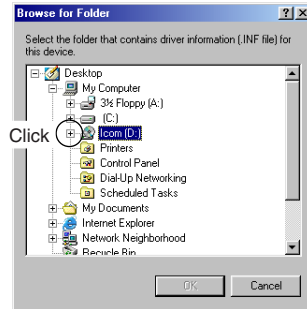 Browse for Folder
Select the folder that contains driver information (.INF file) for
this device.
Desktop
My Computer
3½ Floppy (A:)
(C:)
Click
Icom (D:)
Printers
Control Panel
Dial-Up Networking
Scheduled Tasks
My Documents
Internet Explorer
Network Neighborhood
Recycle Bin
OK
Cancel